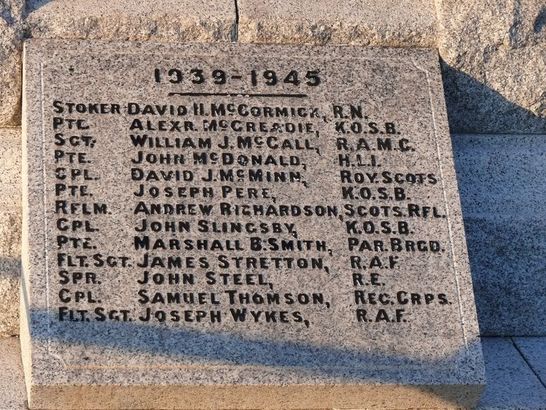 1939-1945
STOKER DAVID H. McCORMICK, R.N.
PTE. ALEXR. McCREADIE, K.O.S.B.
SGT. WILLIAM J. McCALL, R.A.M.C.
PTE. JOHN McDONALD, H.L.I.
CPL. DAVID J. McMINN, ROY. SCOTS
PTE. JOSEPH PERE, K.O.S.B.
RFLM. ANDREW RICHARDSON, SCOTS. RFL.
CPL. JOHN SLINGSBY, K.O.S.B.
PTE. MARSHALL B. SMITH, PAR. BRGD.
FLT. SGT. JAMES STRETTON, R.A.F.
SPR. JOHN STEEL, R.E.
CPL. SAMUEL THOMSON, REC. CRPS.
FLT. SGT. JOSEPH WYKES, R.A.F.